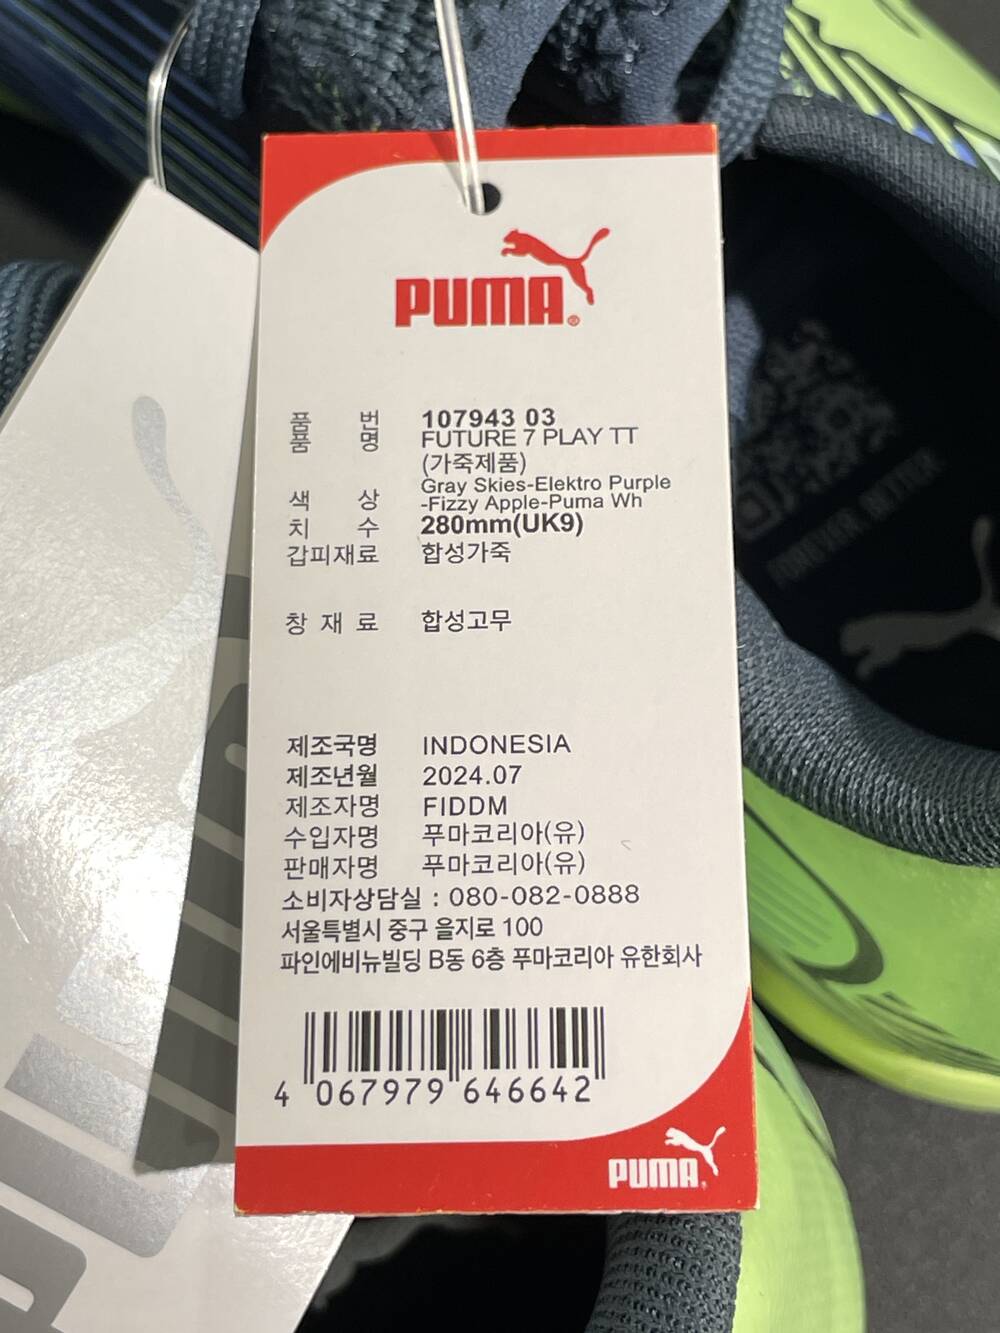 PUMA
품 번 107943 03
품 명 FUTURE 7 PLAY TT
(가죽제품)
색 상 Gray Skies-Elektro Purple
-Fizzy Apple-Puma Wh
치 수 280mm(UK9)
갑피재료 합성가죽
창 재 료 합성고무
제조국명 INDONESIA
제조년월 2024.07
제조자명 FIDDM
수입자명 푸마코리아(유)
판매자명 푸마코리아(유)
소비자상담실 : 080-082-0888
서울특별시 중구 을지로 100
파인에비뉴빌딩 B동 6층 푸마코리아 유한회사
4 067979 646642
PUMA
FOREVER. BETTER.